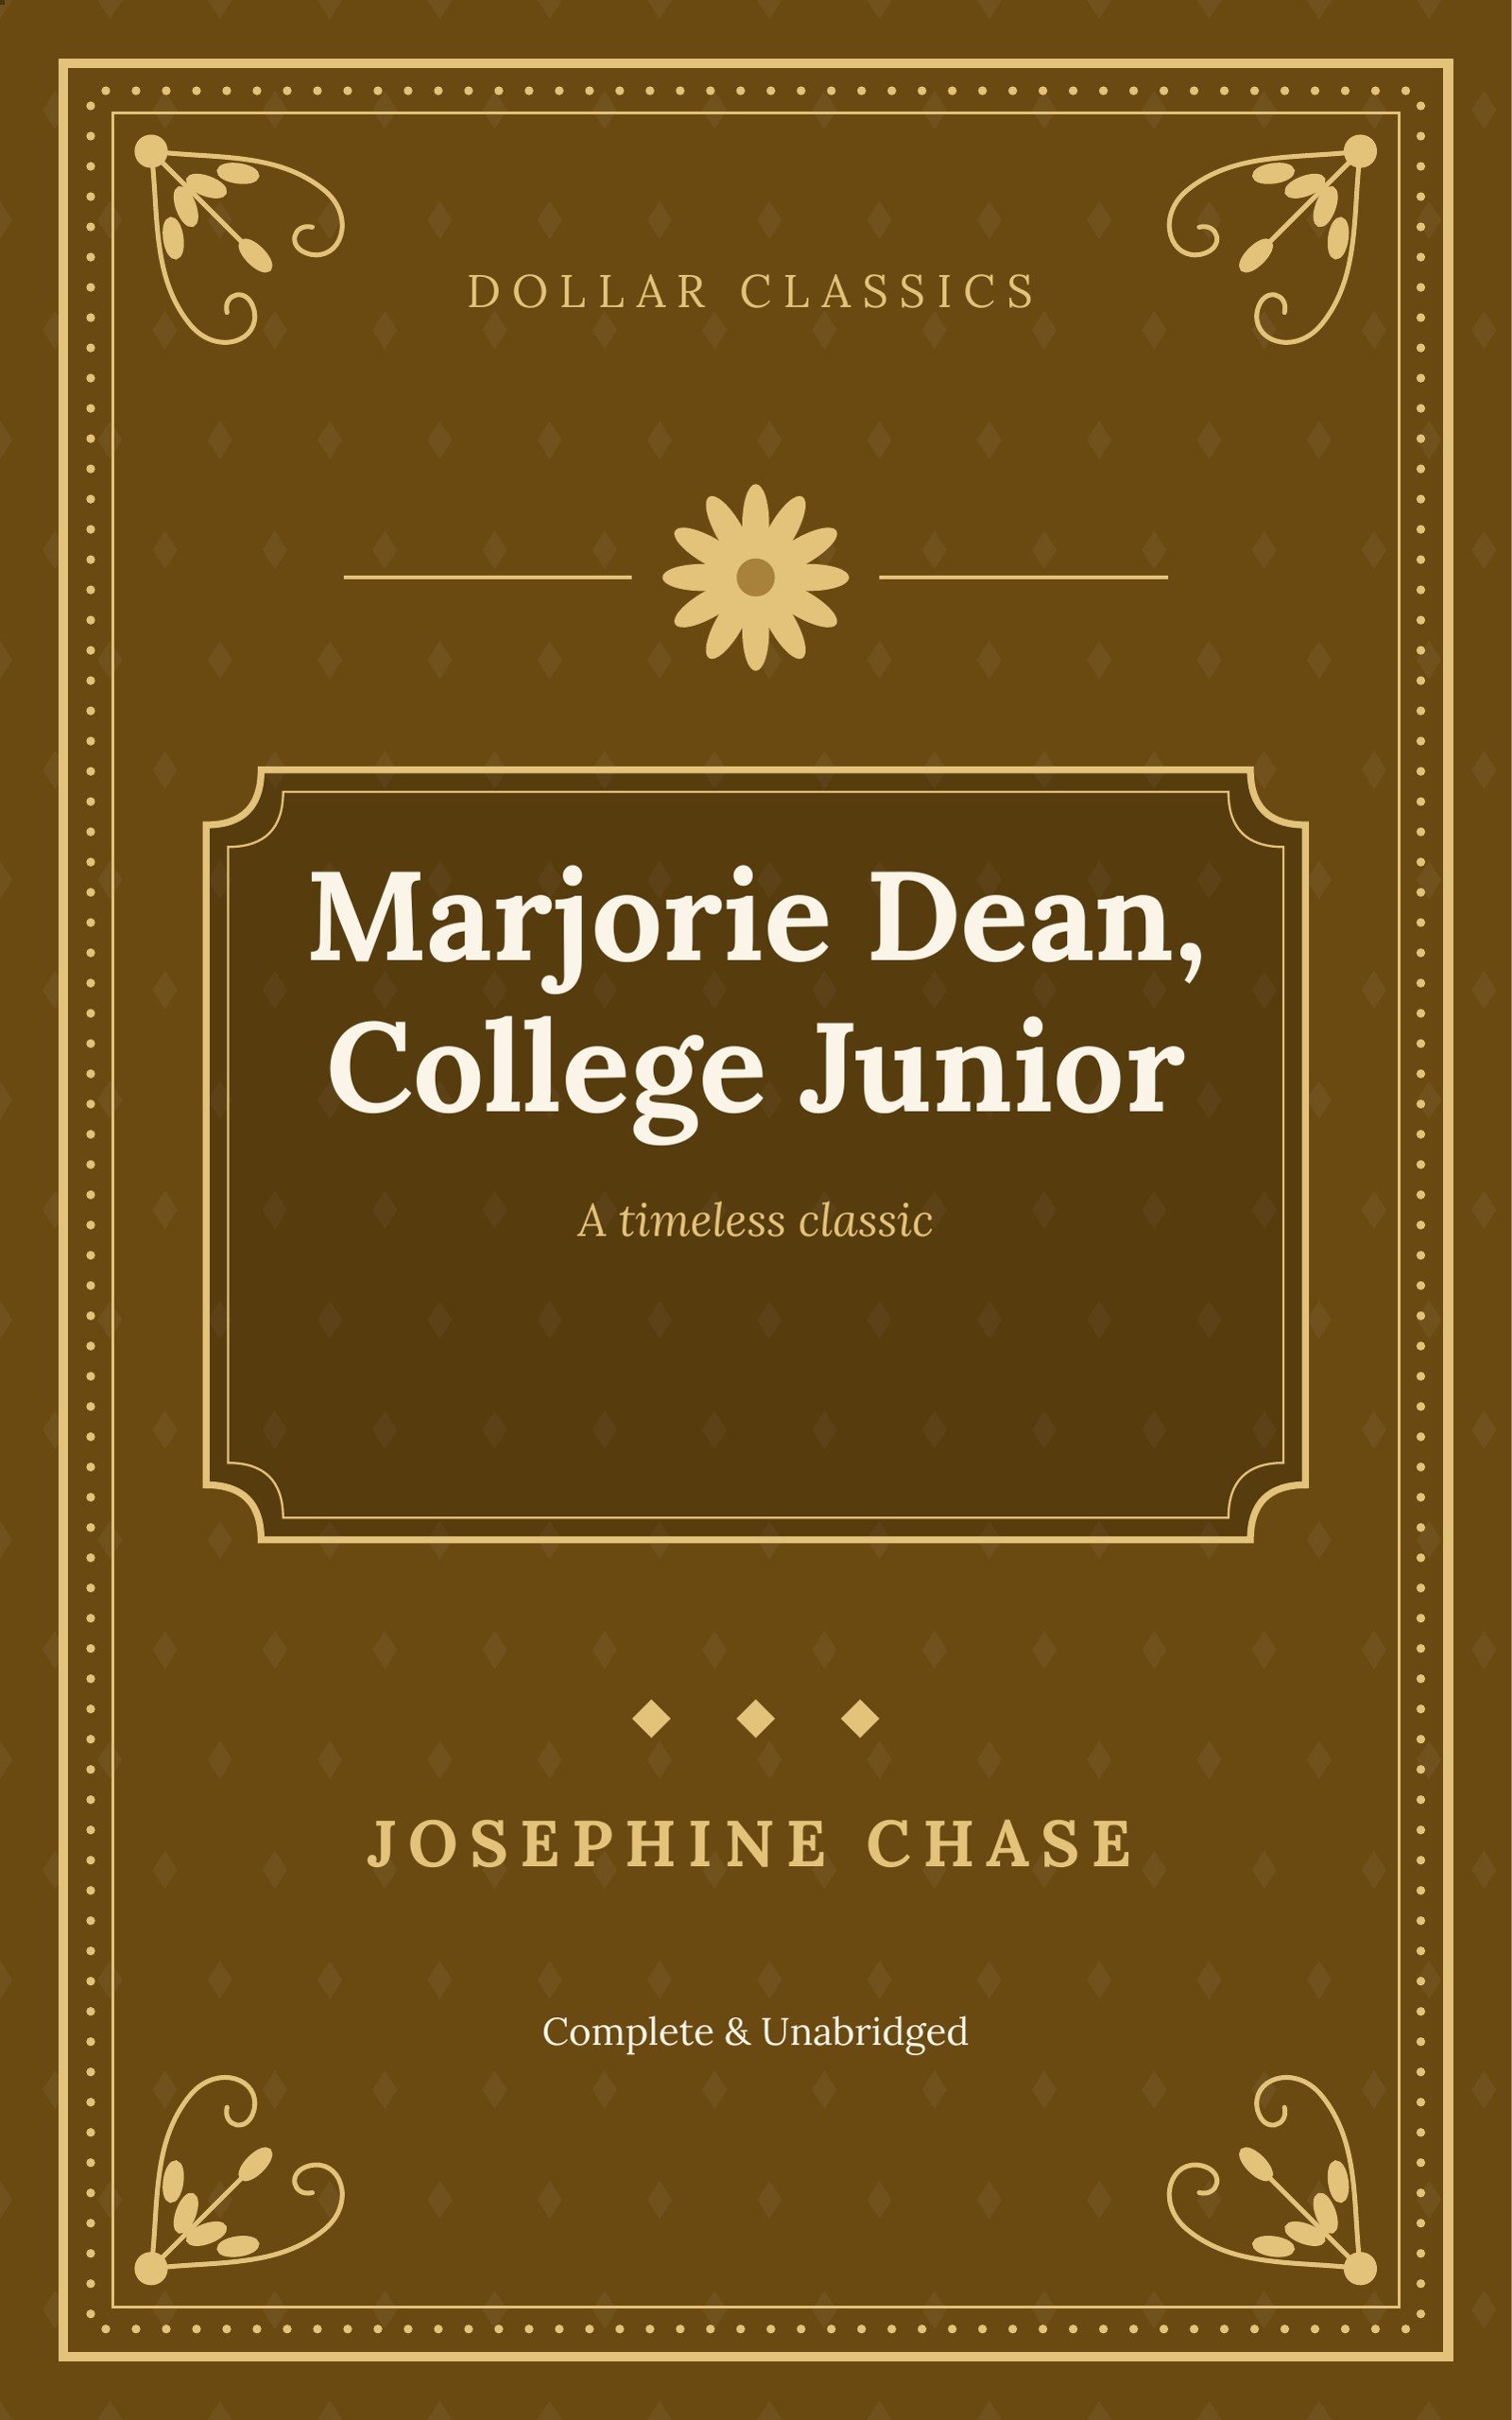 DOLLAR CLASSICS
Marjorie Dean,
College Junior
A timeless classic
JOSEPHINE CHASE
Complete & Unabridged